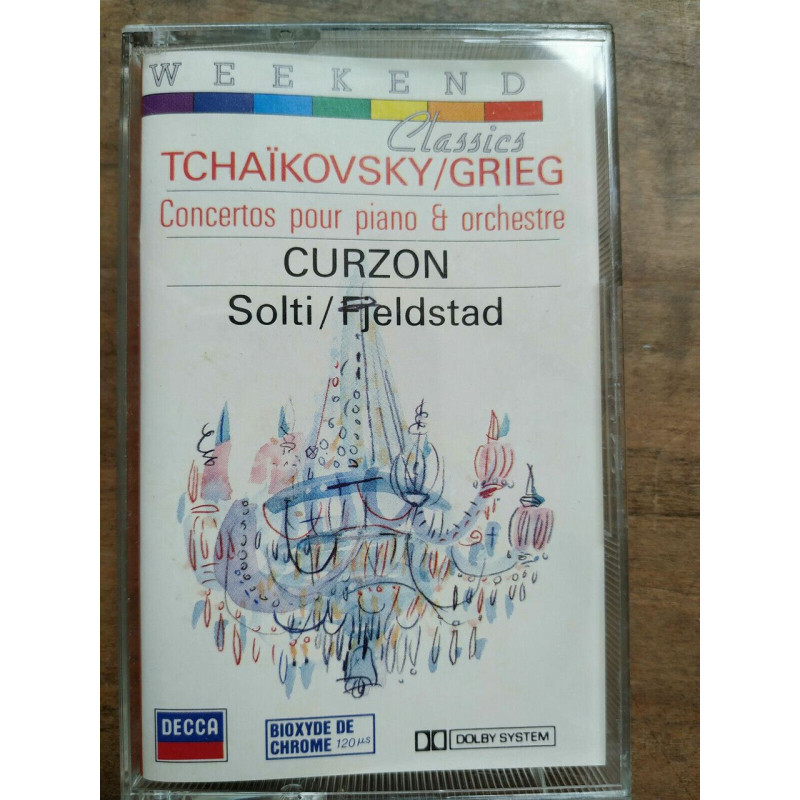 WEEKEND
Classics
TCHAÏKOVSKY/GRIEG
Concertos pour piano & orchestre
CURZON
Solti/Fjeldstad
DECCA
BIOXYDE DE
CHROME 120 µs
DOLBY SYSTEM